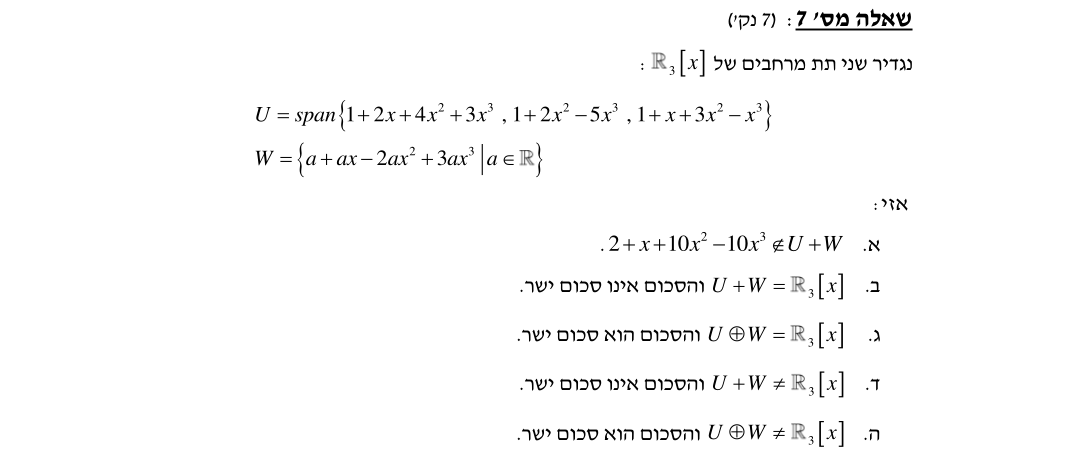 שאלה מס׳ 7 : (7 נק׳)
נגדיר שני תת מרחבים של ℝ₃[x] :
U = span{1+2x+4x²+3x³ , 1+2x²−5x³ , 1+x+3x²−x³}
W = {a+ax−2ax²+3ax³ | a∈ℝ}
אזי :
א. 2+x+10x²−10x³ ∉ U+W .
ב. U+W = ℝ₃[x] והסכום אינו סכום ישר.
ג. U⊕W = ℝ₃[x] והסכום הוא סכום ישר.
ד. U+W ≠ ℝ₃[x] והסכום אינו סכום ישר.
ה. U⊕W ≠ ℝ₃[x] והסכום הוא סכום ישר.